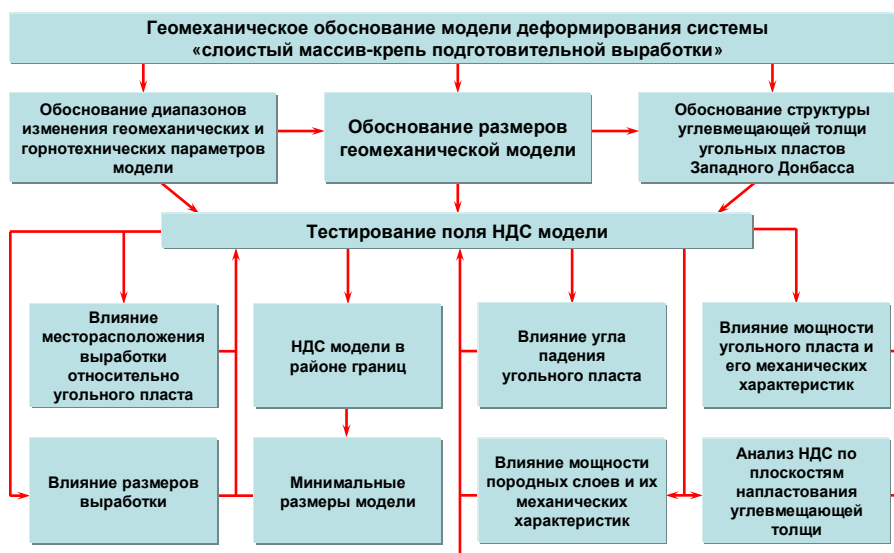 Геомеханическое обоснование модели деформирования системы
«слоистый массив-крепь подготовительной выработки»
Обоснование диапазонов
изменения геомеханических и
горнотехнических параметров
модели
Обоснование размеров
геомеханической модели
Обоснование структуры
углевмещающей толщи
угольных пластов
Западного Донбасса
Тестирование поля НДС модели
Влияние
месторасположения
выработки
относительно
угольного пласта
НДС модели в
районе границ
Влияние угла
падения
угольного пласта
Влияние мощности
угольного пласта и
его механических
характеристик
Влияние размеров
выработки
Минимальные
размеры модели
Влияние мощности
породных слоев и их
механических
характеристик
Анализ НДС по
плоскостям
напластования
углевмещающей
толщи